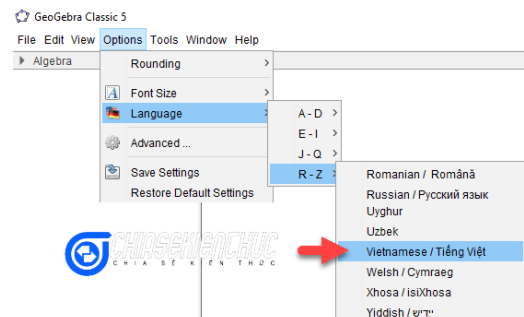 GeoGebra Classic 5
File Edit View Options Tools Window Help
Algebra
Rounding
Font Size
Language
Advanced ...
Save Settings
Restore Default Settings
A - D
E - I
J - Q
R - Z
Romanian / Română
Russian / Русский язык
Uyghur
Uzbek
Vietnamese / Tiếng Việt
Welsh / Cymraeg
Xhosa / isiXhosa
Yiddish / ייִדיש
CHIASEKIENTHUC
CHIA SẺ KIẾN THỨC